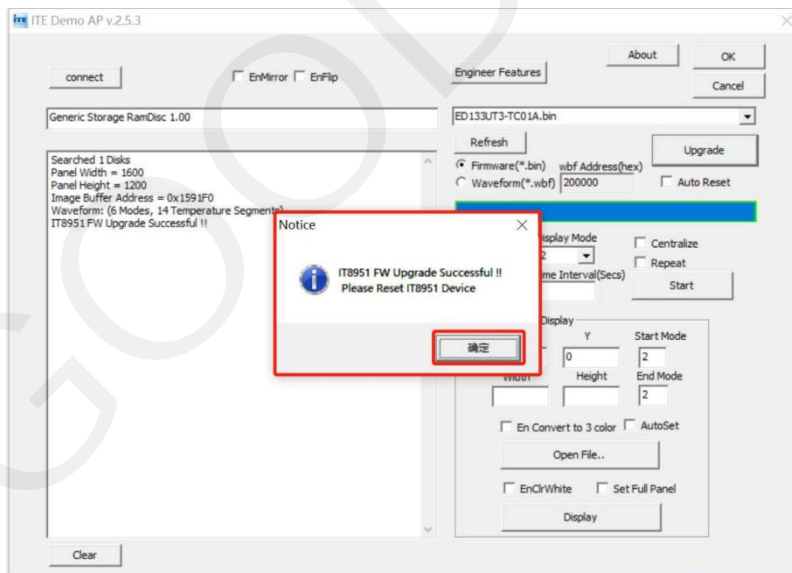 ITE Demo AP v.2.5.3
About
OK
connect
EnMirror
EnFlip
Engineer Features
Cancel
Generic Storage RamDisc 1.00
ED133UT3-TC01A.bin
Refresh
Upgrade
Firmware(*.bin)
wbf Address(hex)
Waveform(*.wbf)
200000
Auto Reset
Searched 1 Disks
Panel Width = 1600
Panel Height = 1200
Image Buffer Address = 0x1591F0
Waveform: (6 Modes, 14 Temperature Segments)
IT8951 FW Upgrade Successful !!
Notice
IT8951 FW Upgrade Successful !!
Please Reset IT8951 Device
确定
Display Mode
2
Centralize
Repeat
Time Interval(Secs)
Start
Display
Y
Start Mode
0
2
Width
Height
End Mode
2
En Convert to 3 color
AutoSet
Open File..
EnClrWhite
Set Full Panel
Display
Clear
GOOD